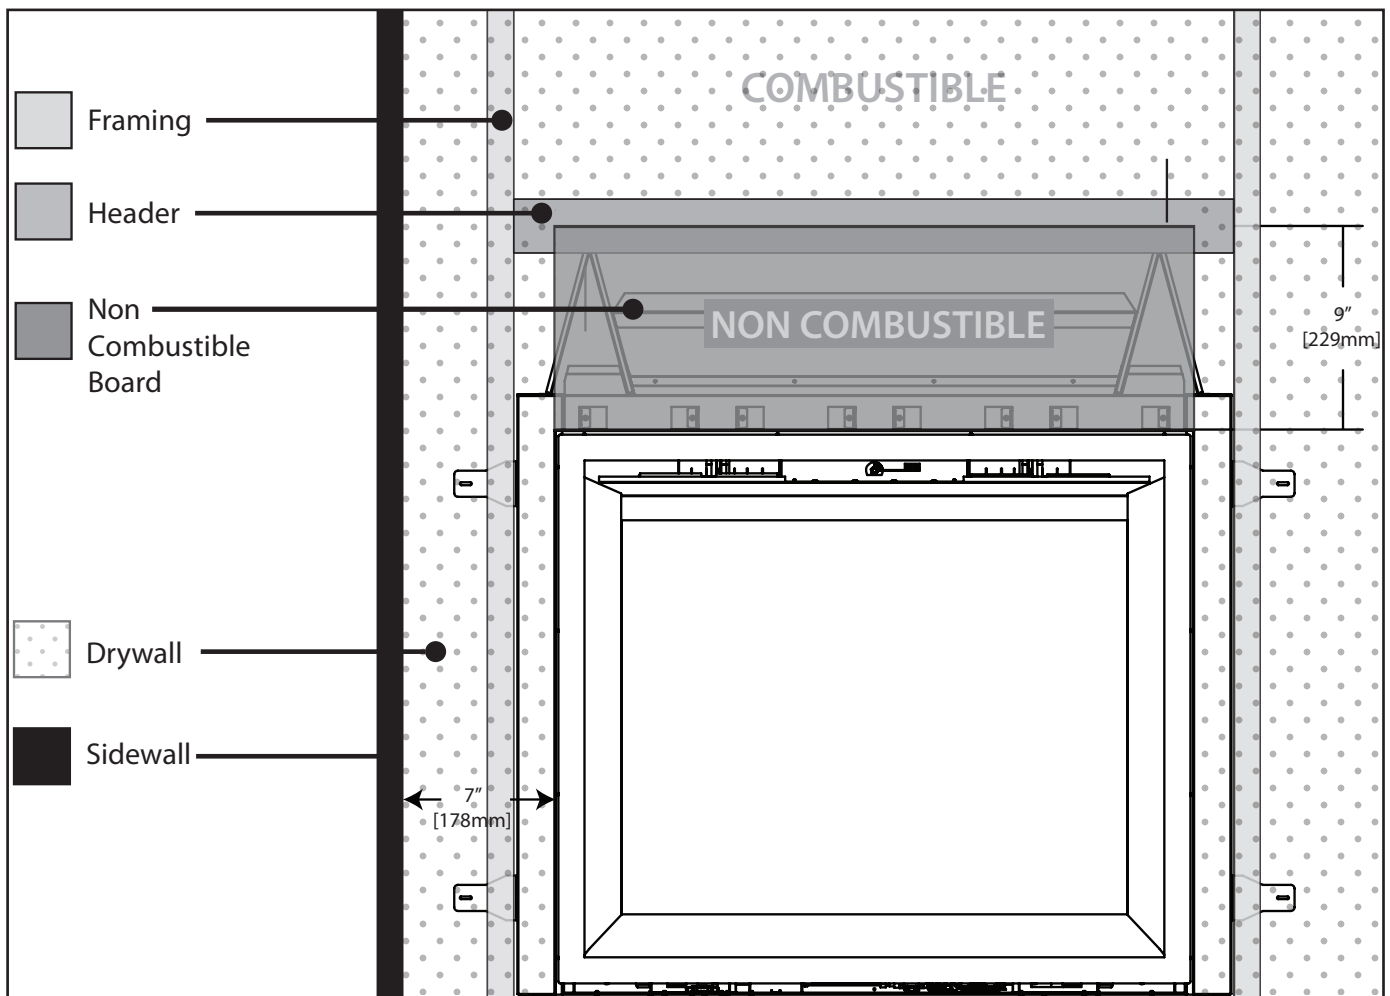 COMBUSTIBLE
Framing
Header
Non
Combustible
Board
NON COMBUSTIBLE
9”
[229mm]
Drywall
Sidewall
7”
[178mm]